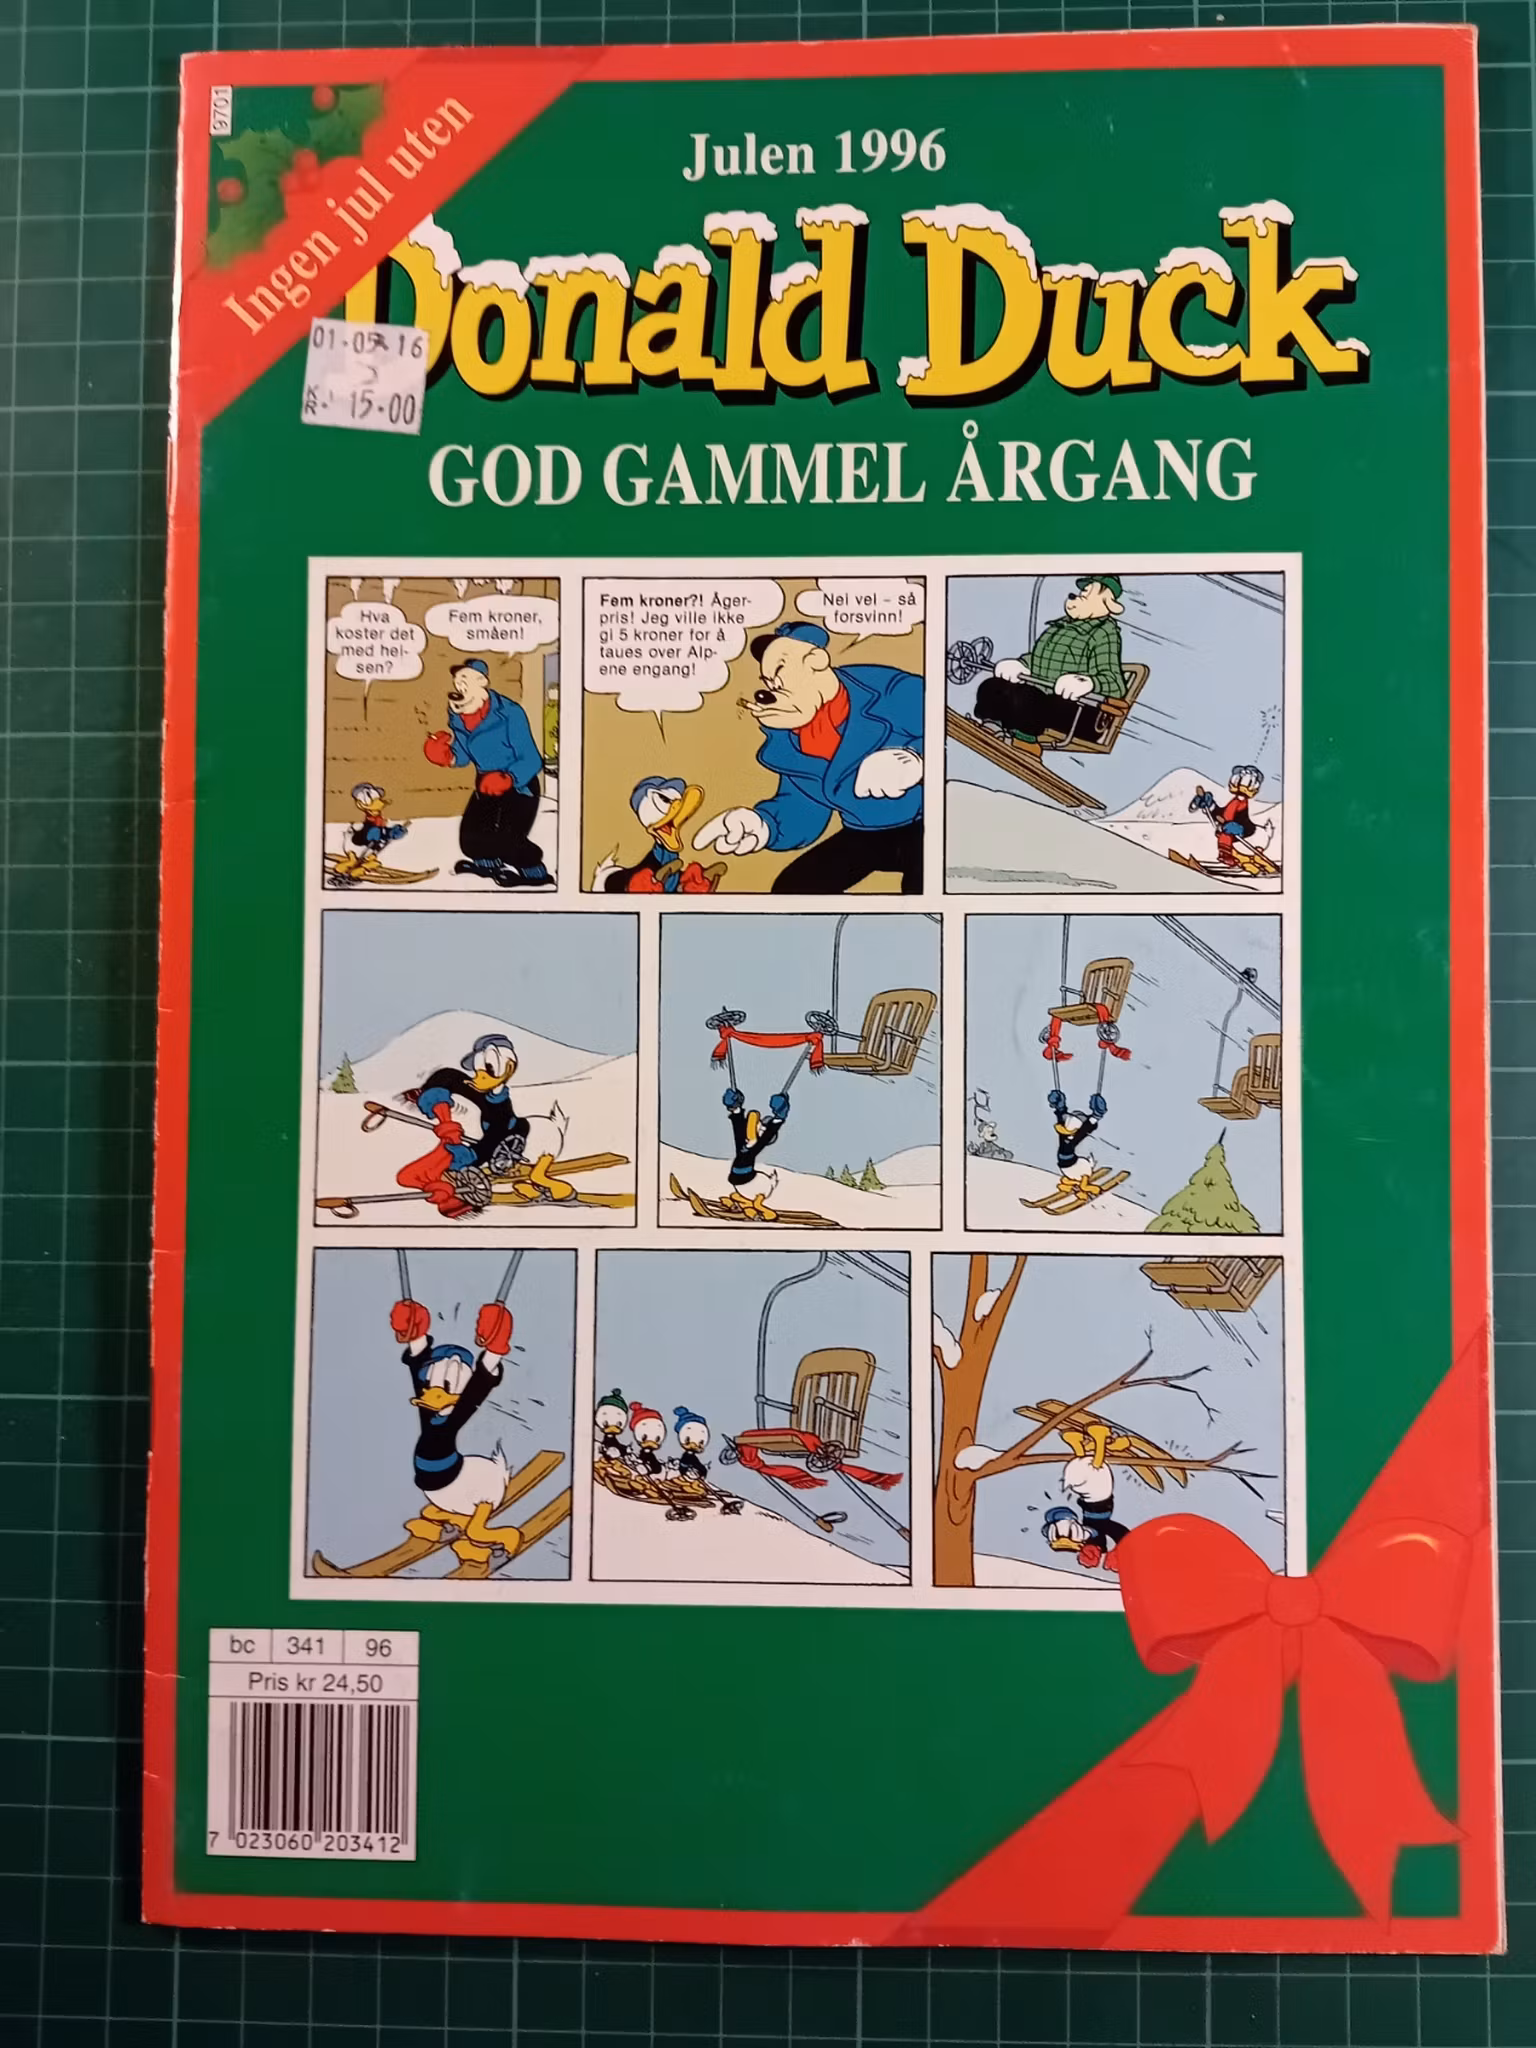 9701
Ingen jul uten
Julen 1996
Donald Duck
01-05-16
KR. 15-00
GOD GAMMEL ÅRGANG
Hva
koster det
med hei-
sen?
Fem kroner,
småen!
Fem kroner?! Åger-
pris! Jeg ville ikke
gi 5 kroner for å
taues over Alp-
ene engang!
Nei vel – så
forsvinn!
bc 341 96
Pris kr 24,50
7 023060 203412